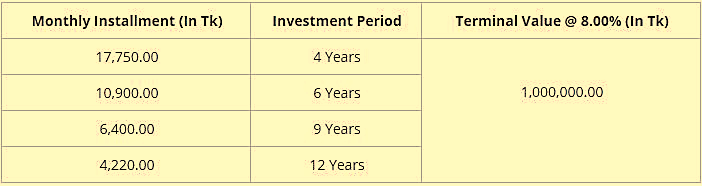 Monthly Installment (In Tk) Investment Period Terminal Value @ 8.00% (In Tk)
17,750.00 4 Years
10,900.00 6 Years 1,000,000.00
6,400.00 9 Years
4,220.00 12 Years